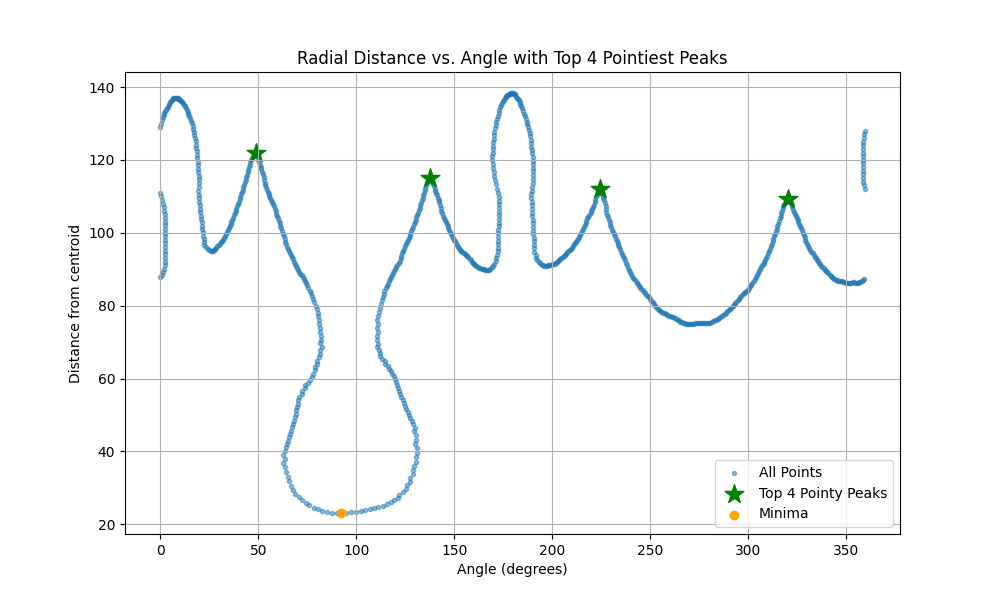 Radial Distance vs. Angle with Top 4 Pointiest Peaks
Distance from centroid
140
120
100
80
60
40
20
0
50
100
150
200
250
300
350
Angle (degrees)
All Points
Top 4 Pointy Peaks
Minima